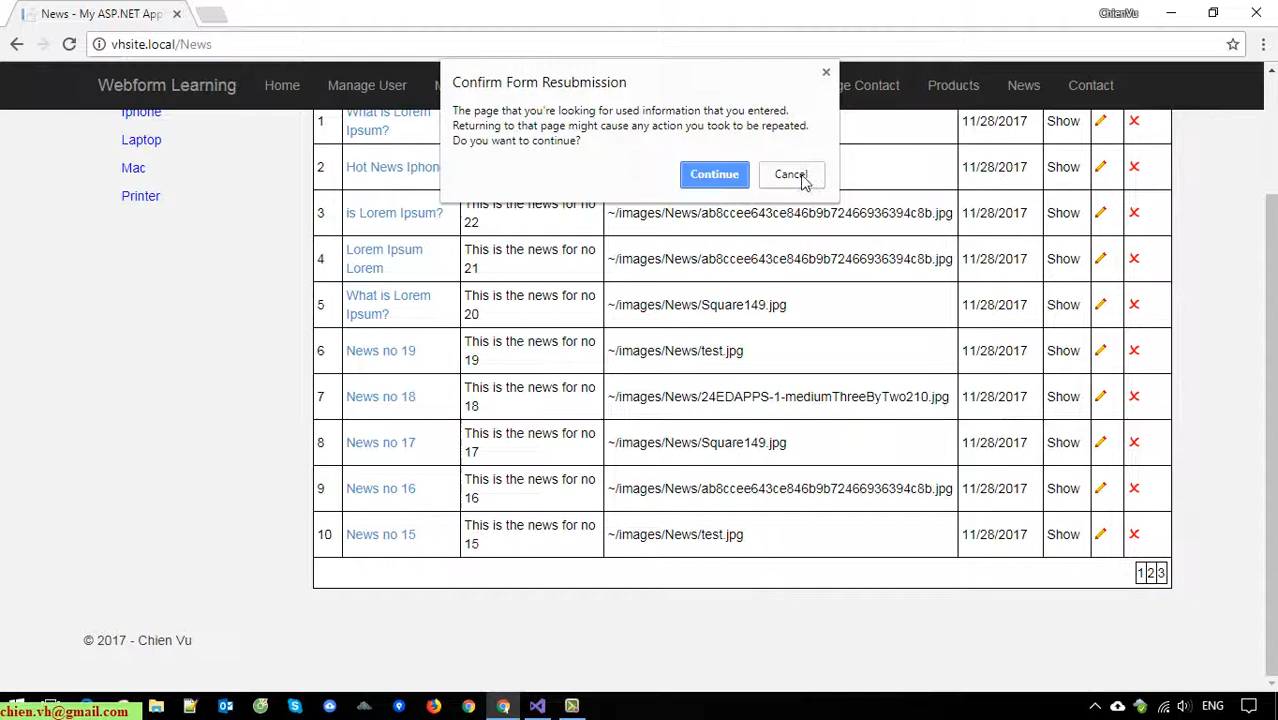 News - My ASP.NET App
ChienVu
vhsite.local/News
Webform Learning
Home
Manage User
M
ge Contact
Products
News
Contact
Confirm Form Resubmission
The page that you're looking for used information that you entered.
Returning to that page might cause any action you took to be repeated.
Do you want to continue?
Continue
Cancel
Iphone
Laptop
Mac
Printer
1
What is Lorem
Ipsum?
11/28/2017
Show
2
Hot News Iphon
11/28/2017
Show
3
is Lorem Ipsum?
This is the news for no
22
~/images/News/ab8ccee643ce846b9b72466936394c8b.jpg
11/28/2017
Show
4
Lorem Ipsum
Lorem
This is the news for no
21
~/images/News/ab8ccee643ce846b9b72466936394c8b.jpg
11/28/2017
Show
5
What is Lorem
Ipsum?
This is the news for no
20
~/images/News/Square149.jpg
11/28/2017
Show
6
News no 19
This is the news for no
19
~/images/News/test.jpg
11/28/2017
Show
7
News no 18
This is the news for no
18
~/images/News/24EDAPPS-1-mediumThreeByTwo210.jpg
11/28/2017
Show
8
News no 17
This is the news for no
17
~/images/News/Square149.jpg
11/28/2017
Show
9
News no 16
This is the news for no
16
~/images/News/ab8ccee643ce846b9b72466936394c8b.jpg
11/28/2017
Show
10
News no 15
This is the news for no
15
~/images/News/test.jpg
11/28/2017
Show
1 2 3
© 2017 - Chien Vu
chien.vh@gmail.com
ENG